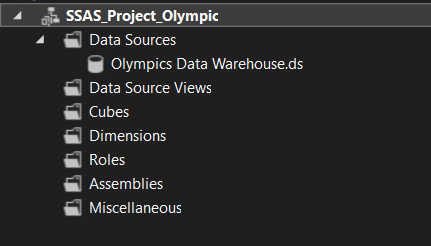 SSAS_Project_Olympic
Data Sources
Olympics Data Warehouse.ds
Data Source Views
Cubes
Dimensions
Roles
Assemblies
Miscellaneous